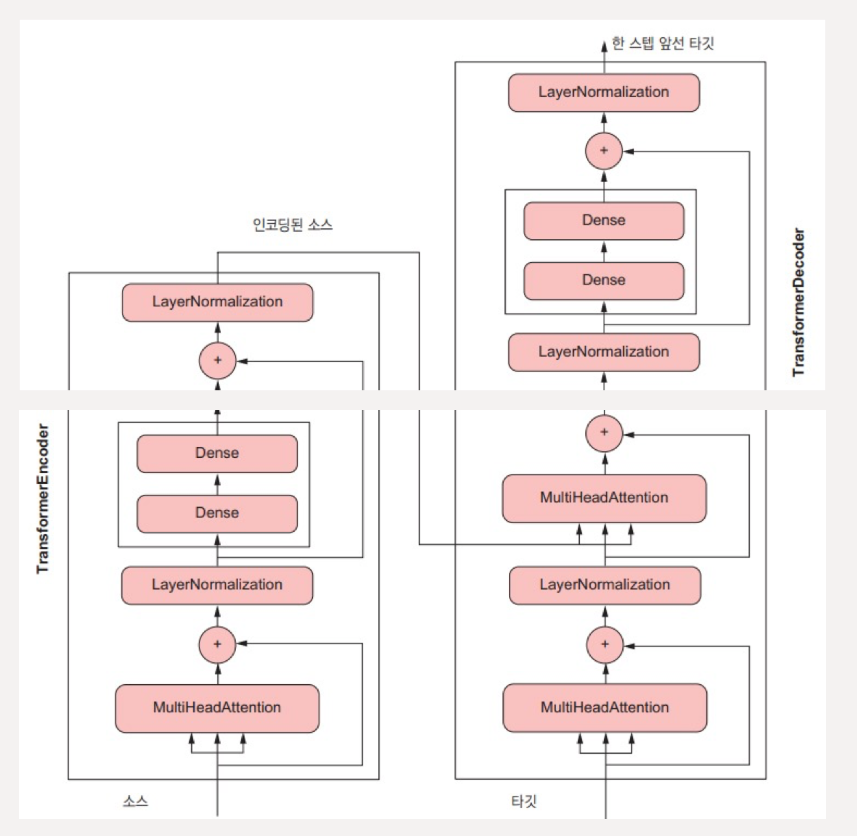 한 스텝 앞선 타깃
LayerNormalization
+
Dense
Dense
LayerNormalization
TransformerDecoder
인코딩된 소스
LayerNormalization
+
TransformerEncoder
Dense
Dense
LayerNormalization
+
MultiHeadAttention
소스
+
MultiHeadAttention
LayerNormalization
+
MultiHeadAttention
타깃